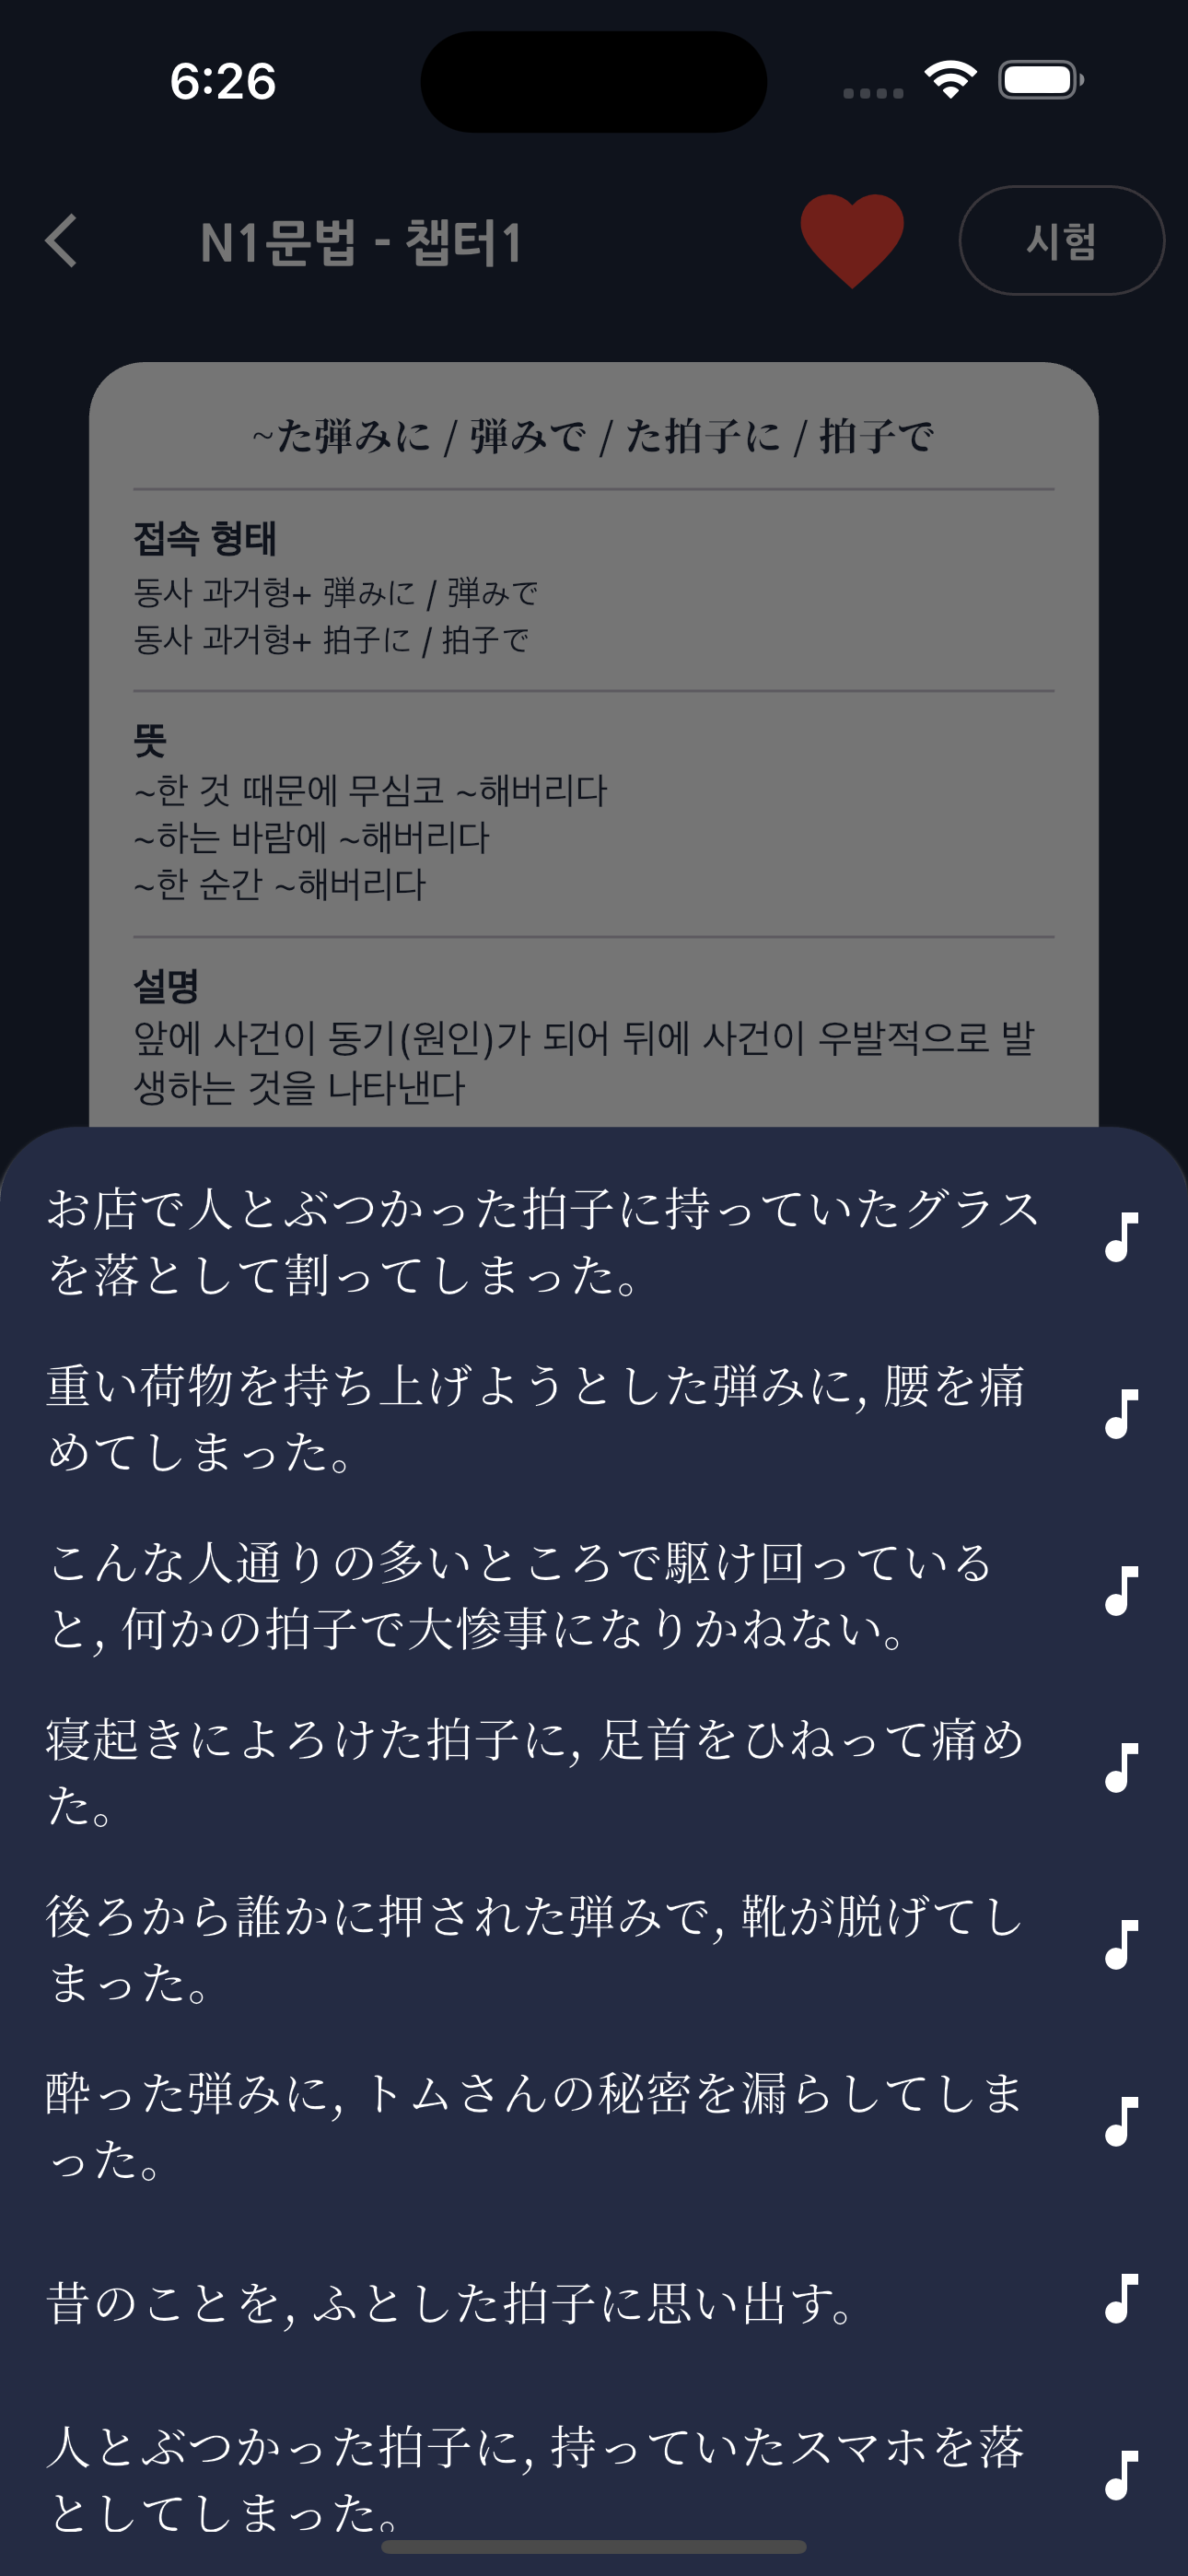 6:26
N1문법 - 챕터1
시험
~た弾みに / 弾みで / た拍子に / 拍子で
접속 형태
동사 과거형+ 弾みに / 弾みで
동사 과거형+ 拍子に / 拍子で
뜻
~한 것 때문에 무심코 ~해버리다
~하는 바람에 ~해버리다
~한 순간 ~해버리다
설명
앞에 사건이 동기(원인)가 되어 뒤에 사건이 우발적으로 발
생하는 것을 나타낸다
お店で人とぶつかった拍子に持っていたグラス
を落として割ってしまった。
重い荷物を持ち上げようとした弾みに, 腰を痛
めてしまった。
こんな人通りの多いところで駆け回っている
と, 何かの拍子で大惨事になりかねない。
寝起きによろけた拍子に, 足首をひねって痛め
た。
後ろから誰かに押された弾みで, 靴が脱げてし
まった。
酔った弾みに, トムさんの秘密を漏らしてしま
った。
昔のことを, ふとした拍子に思い出す。
人とぶつかった拍子に, 持っていたスマホを落
としてしまった。